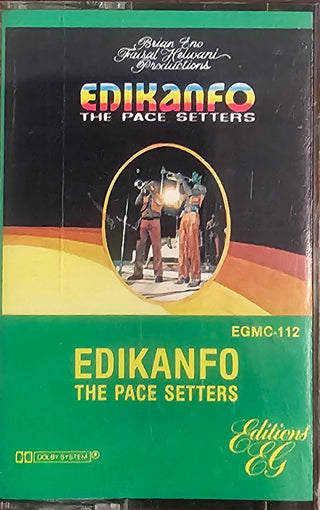 Brian Eno
Faisal Helwani
Productions
EDIKANFO
THE PACE SETTERS
EGMC-112
EDIKANFO
THE PACE SETTERS
Editions
EG
DOLBY SYSTEM®